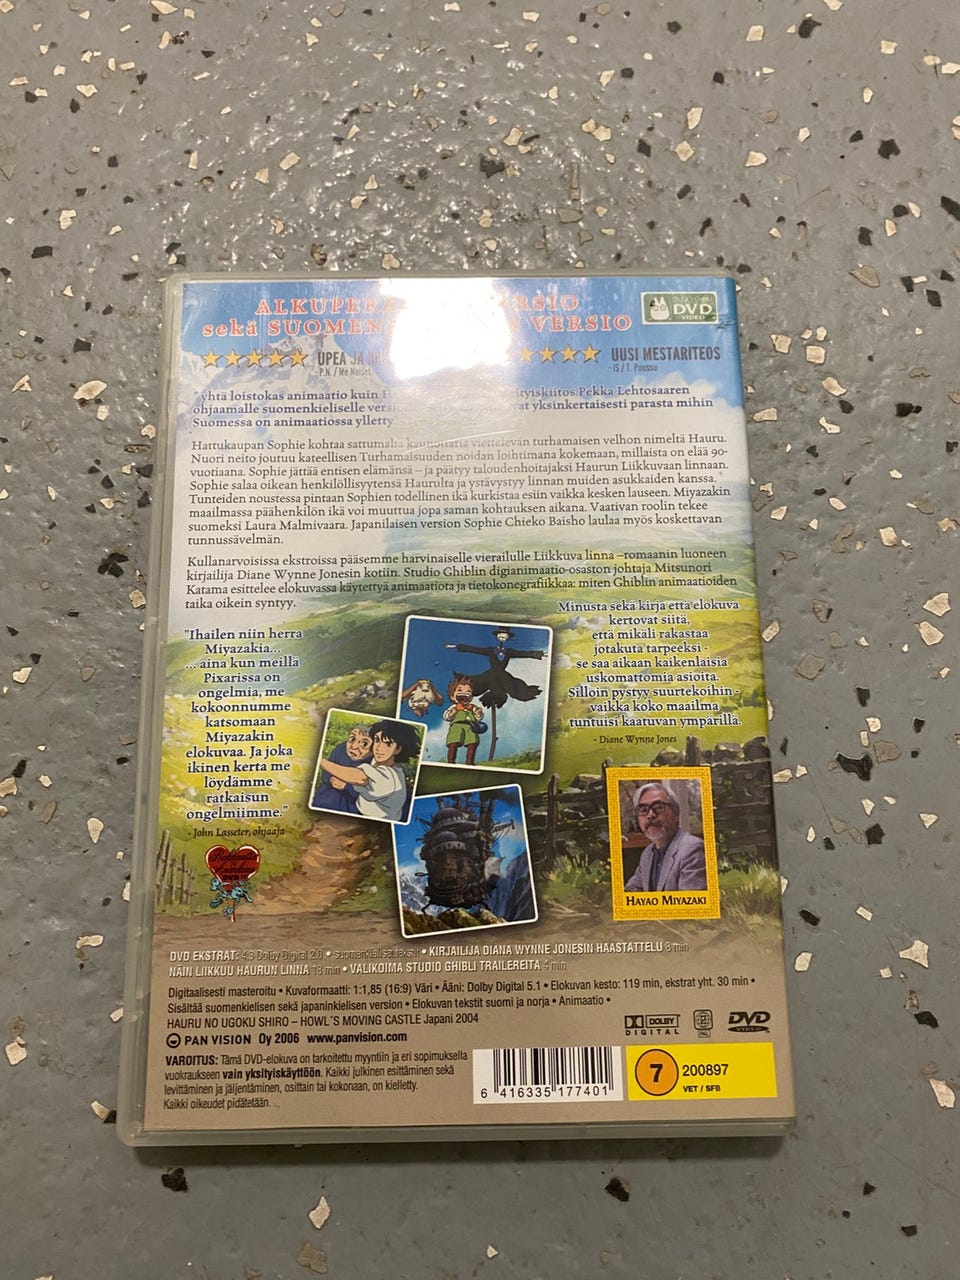 ALKUPERÄ RSIO
sekä SUOMEN VERSIO
DVD
VIDEO
UPEA JA
- P.N. / Me Naiset
UUSI MESTARITEOS
- IS / T. Poussu
"yhtä loistokas animaatio kuin Pekka Lehtosaaren
ohjaamalle suomenkieliselle yksinkertaisesti parasta mihin
Suomessa on animaatiossa
Hattukaupan Sophie kohtaa sattumalta viettelevän turhamaisen velhon nimeltä Hauru.
Nuori neito joutuu kateellisen Turhamaisuuden noidan loihtimana kokemaan, millaista on elää 90-
vuotiaana. Sophie jättää entisen elämänsä – ja päätyy taloudenhoitajaksi Haurun Liikkuvaan linnaan.
Sophie salaa oikean henkilöllisyytensä Haurulta ja ystävystyy linnan muiden asukkaiden kanssa.
Tunteiden noustessa pintaan Sophien todellinen ikä kurkistaa esiin vaikka kesken lauseen. Miyazakin
maailmassa päähenkilön ikä voi muuttua jopa saman kohtauksen aikana. Vaativan roolin tekee
suomeksi Laura Malmivaara. Japanilaisen version Sophie Chieko Baisho laulaa myös koskettavan
tunnussävelmän.
Kullanarvoisissa ekstroissa pääsemme harvinaiselle vierailulle Liikkuva linna –romaanin luoneen
kirjailija Diane Wynne Jonesin kotiin. Studio Ghiblin digianimaatio-osaston johtaja Mitsunori
Katama esittelee elokuvassa käytettyä animaatiota ja tietokonegrafiikkaa: miten Ghiblin animaatioiden
taika oikein syntyy.
"Ihailen niin herra
Miyazakia...
...aina kun meillä
Pixarissa on
ongelmia, me
kokoonnumme
katsomaan
Miyazakin
elokuvaa. Ja joka
ikinen kerta me
löydämme
ratkaisun
ongelmiimme."
- John Lasseter, ohjaaja
Minusta sekä kirja että elokuva
kertovat siitä,
että mikäli rakastaa
jotakuta tarpeeksi -
se saa aikaan kaikenlaisia
uskomattomia asioita.
Silloin pystyy suurtekoihin -
vaikka koko maailma
tuntuisi kaatuvan ympärillä.
- Diane Wynne Jones
HAYAO MIYAZAKI
DVD EKSTRAT: 4:3 Dolby Digital 2.0 • suomenkieliset tekstit • KIRJAILIJA DIANA WYNNE JONESIN HAASTATTELU 8 min
NÄIN LIIKKUU HAURUN LINNA 18 min • VALIKOIMA STUDIO GHIBLI TRAILEREITA 4 min
Digitaalisesti masteroitu • Kuvaformaatti: 1:1,85 (16:9) Väri • Ääni: Dolby Digital 5.1 • Elokuvan kesto: 119 min, ekstrat yht. 30 min •
Sisältää suomenkielisen sekä japaninkielisen version • Elokuvan tekstit suomi ja norja • Animaatio •
HAURU NO UGOKU SHIRO – HOWL´S MOVING CASTLE Japani 2004
PAN VISION Oy 2006 www.panvision.com
DOLBY
DIGITAL
2
PAL
DVD
VIDEO
VAROITUS: Tämä DVD-elokuva on tarkoitettu myyntiin ja eri sopimuksella
vuokraukseen vain yksityiskäyttöön. Kaikki julkinen esittäminen sekä
levittäminen ja jäljentäminen, osittain tai kokonaan, on kielletty.
Kaikki oikeudet pidätetään.
6 416335 177401
7
200897
VET / SFB